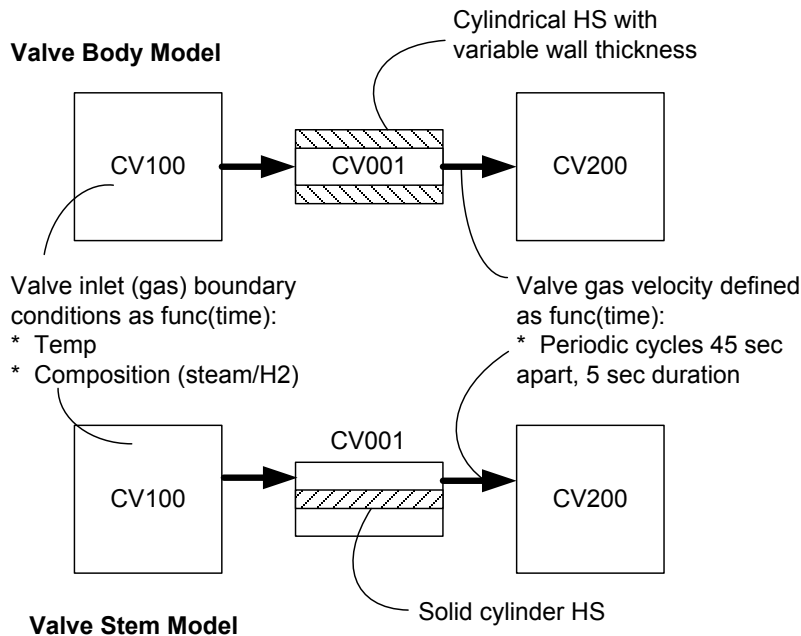 Cylindrical HS with
variable wall thickness
Valve Body Model
CV100
CV001
CV200
Valve inlet (gas) boundary
conditions as func(time):
* Temp
* Composition (steam/H2)
Valve gas velocity defined
as func(time):
* Periodic cycles 45 sec
apart, 5 sec duration
CV001
CV100
CV200
Solid cylinder HS
Valve Stem Model